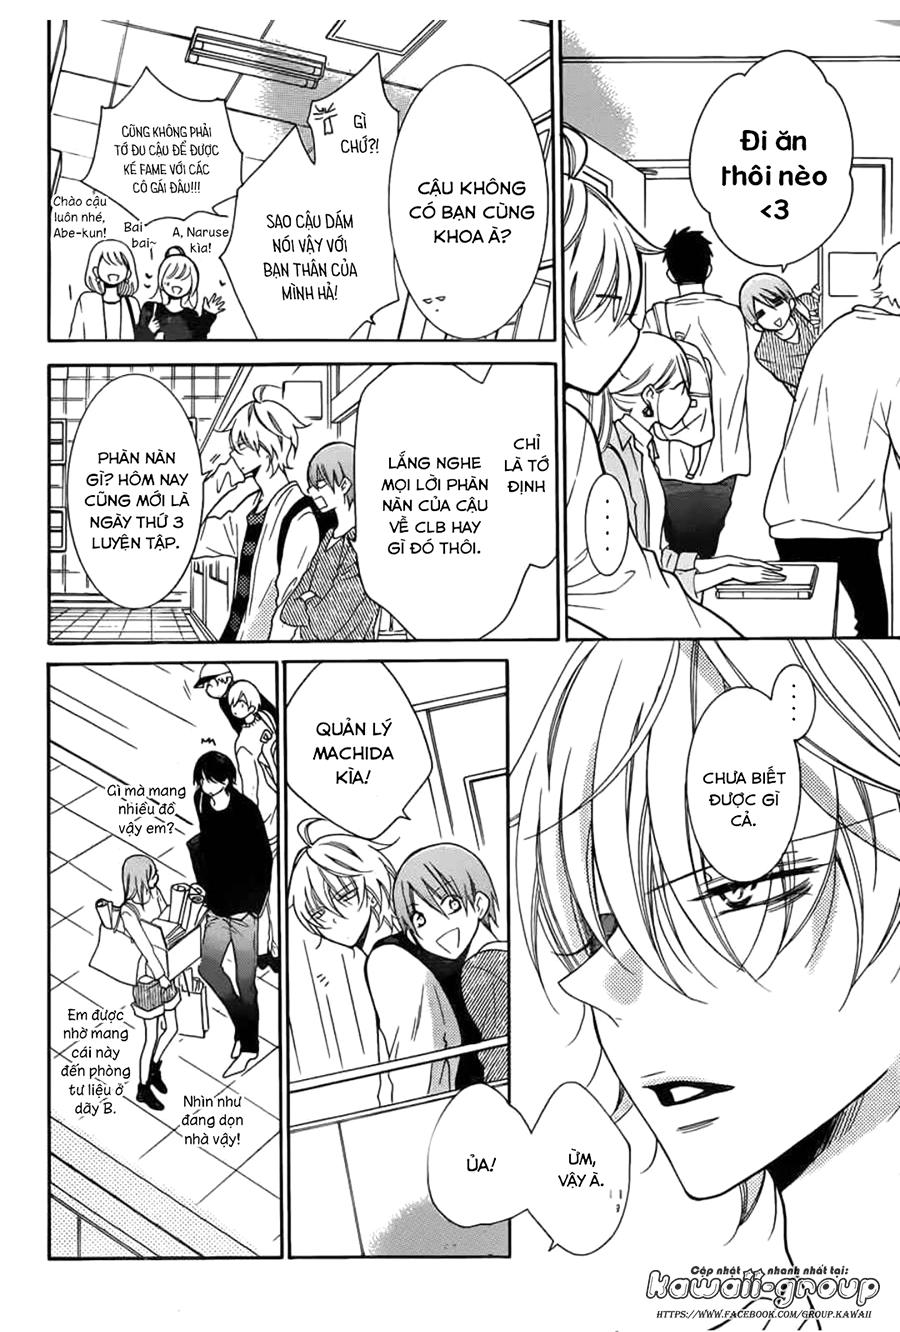 Đi ăn
thôi nèo
<3
....
CẬU KHÔNG
CÓ BẠN CÙNG
KHOA À?
GÌ
CHỨ?!
SAO CẬU DÁM
NÓI VẬY VỚI
BẠN THÂN CỦA
MÌNH HẢ!
CŨNG KHÔNG PHẢI
TỚ ĐU CẬU ĐỂ ĐƯỢC
KÉ FAME VỚI CÁC
CÔ GÁI ĐÂU!!!
A, Naruse
kìa!
Bai
bai~
Chào cậu
luôn nhé,
Abe-kun!
CHỈ
LÀ TỚ
ĐỊNH
LẮNG NGHE
MỌI LỜI PHÀN
NÀN CỦA CẬU
VỀ CLB HAY
GÌ ĐÓ THÔI.
PHÀN NÀN
GÌ? HÔM NAY
CŨNG MỚI LÀ
NGÀY THỨ 3
LUYỆN TẬP.
....
CHƯA BIẾT
ĐƯỢC GÌ
CẢ.
QUẢN LÝ
MACHIDA
KÌA!
ỪM,
VẬY À.
ỦA!
Gì mà mang
nhiều đồ
vậy em?
Em được
nhờ mang
cái này
đến phòng
tư liệu ở
dãy B.
Nhìn như
đang dọn
nhà vậy!
Cập nhật nhanh nhất tại:
kawaii-group
HTTPS://WWW.FACEBOOK.COM/GROUP.KAWAII